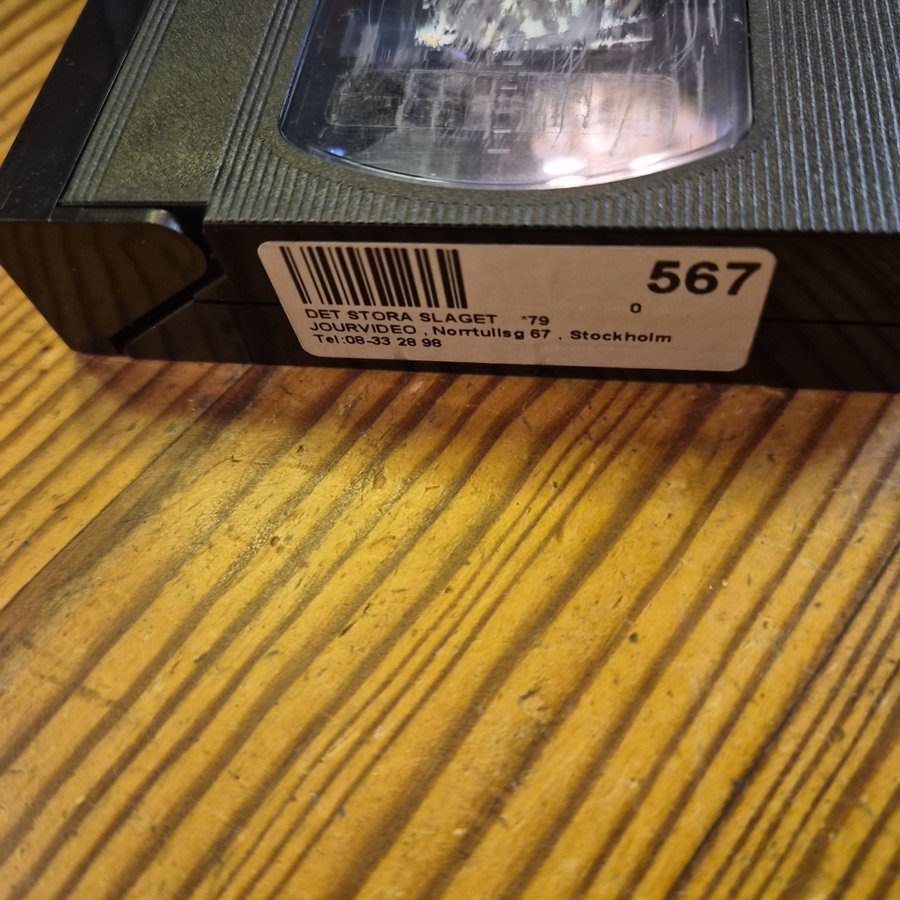 567
0
DET STORA SLAGET *79
JOURVIDEO , Norrtullsg 67 , Stockholm
Tel:08-33 28 98